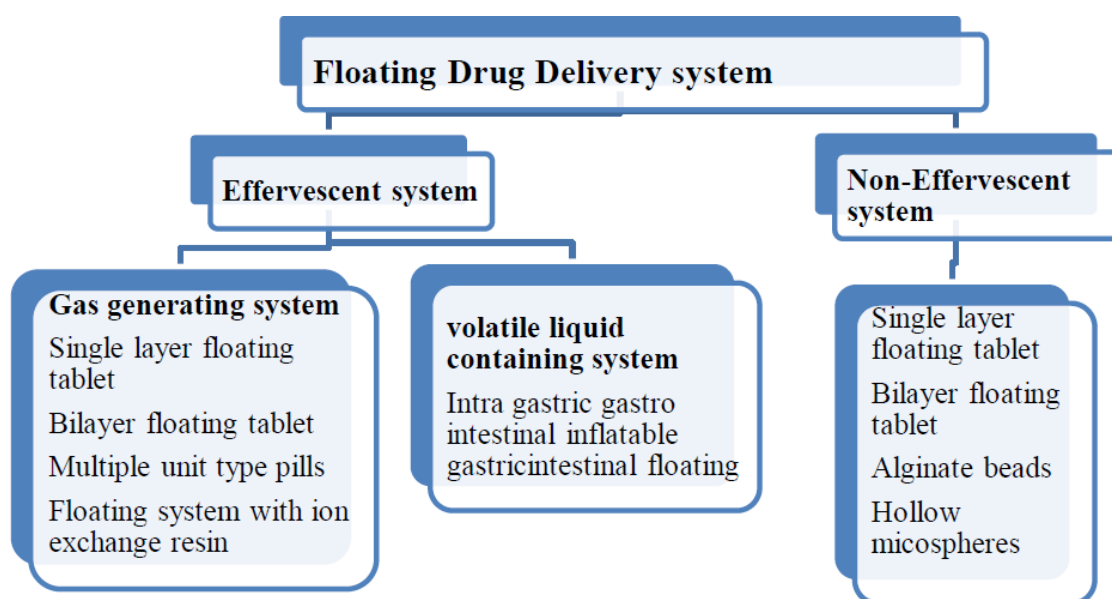 Floating Drug Delivery system
Effervescent system
Non-Effervescent
system
Gas generating system
Single layer floating
tablet
Bilayer floating tablet
Multiple unit type pills
Floating system with ion
exchange resin
volatile liquid
containing system
Intra gastric gastro
intestinal inflatable
gastricintestinal floating
Single layer
floating tablet
Bilayer floating
tablet
Alginate beads
Hollow
micospheres